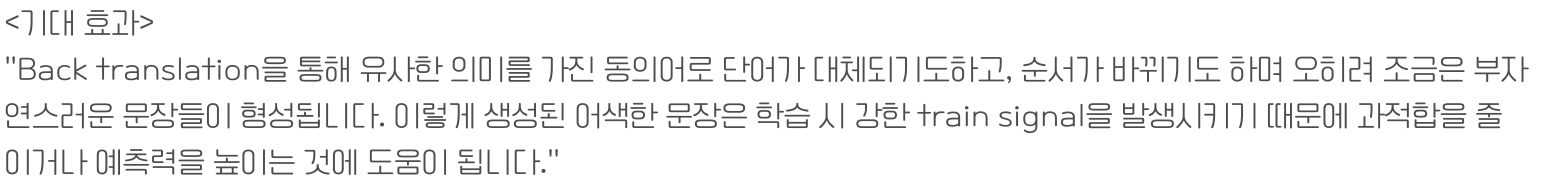 <기대 효과>
"Back translation을 통해 유사한 의미를 가진 동의어로 단어가 대체되기도하고, 순서가 바뀌기도 하며 오히려 조금은 부자
연스러운 문장들이 형성됩니다. 이렇게 생성된 어색한 문장은 학습 시 강한 train signal을 발생시키기 때문에 과적합을 줄
이거나 예측력을 높이는 것에 도움이 됩니다."